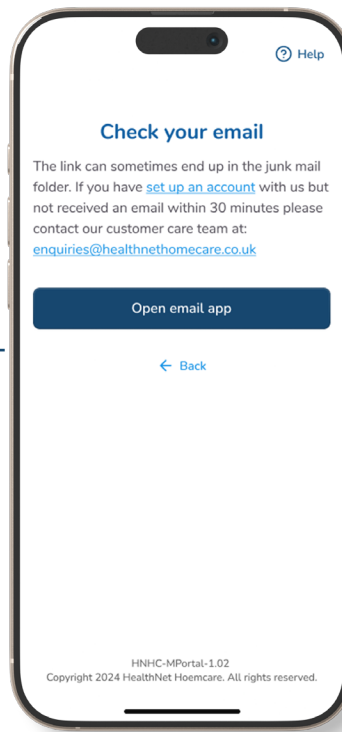 Help
Check your email
The link can sometimes end up in the junk mail
folder. If you have set up an account with us but
not received an email within 30 minutes please
contact our customer care team at:
enquiries@healthnethomecare.co.uk
Open email app
Back
HNHC-MPortal-1.02
Copyright 2024 HealthNet Hoemcare. All rights reserved.